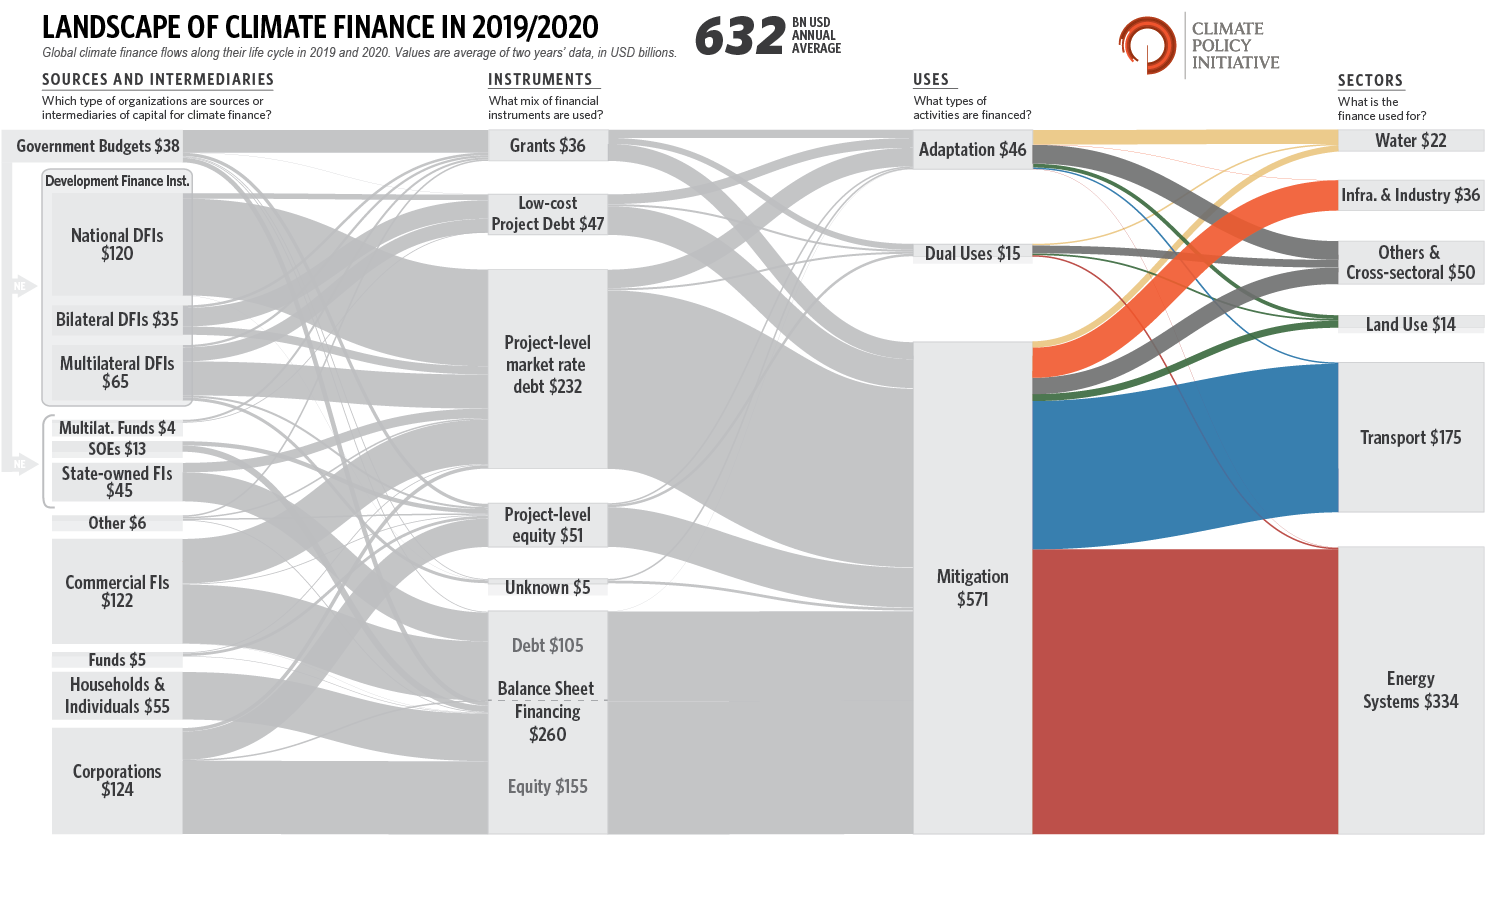 LANDSCAPE OF CLIMATE FINANCE IN 2019/2020
Global climate finance flows along their life cycle in 2019 and 2020. Values are average of two years’ data, in USD billions.
632
BN USD
ANNUAL
AVERAGE
CLIMATE
POLICY
INITIATIVE
SOURCES AND INTERMEDIARIES
Which type of organizations are sources or
intermediaries of capital for climate finance?
INSTRUMENTS
What mix of financial
instruments are used?
USES
What types of
activities are financed?
SECTORS
What is the
finance used for?
Government Budgets $38
Development Finance Inst.
National DFIs
$120
NE
Bilateral DFIs $35
Multilateral DFIs
$65
Multilat. Funds $4
SOEs $13
NE
State-owned FIs
$45
Other $6
Commercial FIs
$122
Funds $5
Households &
Individuals $55
Corporations
$124
Grants $36
Low-cost
Project Debt $47
Project-level
market rate
debt $232
Project-level
equity $51
Unknown $5
Debt $105
Balance Sheet
Financing
$260
Equity $155
Adaptation $46
Dual Uses $15
Mitigation
$571
Water $22
Infra. & Industry $36
Others &
Cross-sectoral $50
Land Use $14
Transport $175
Energy
Systems $334